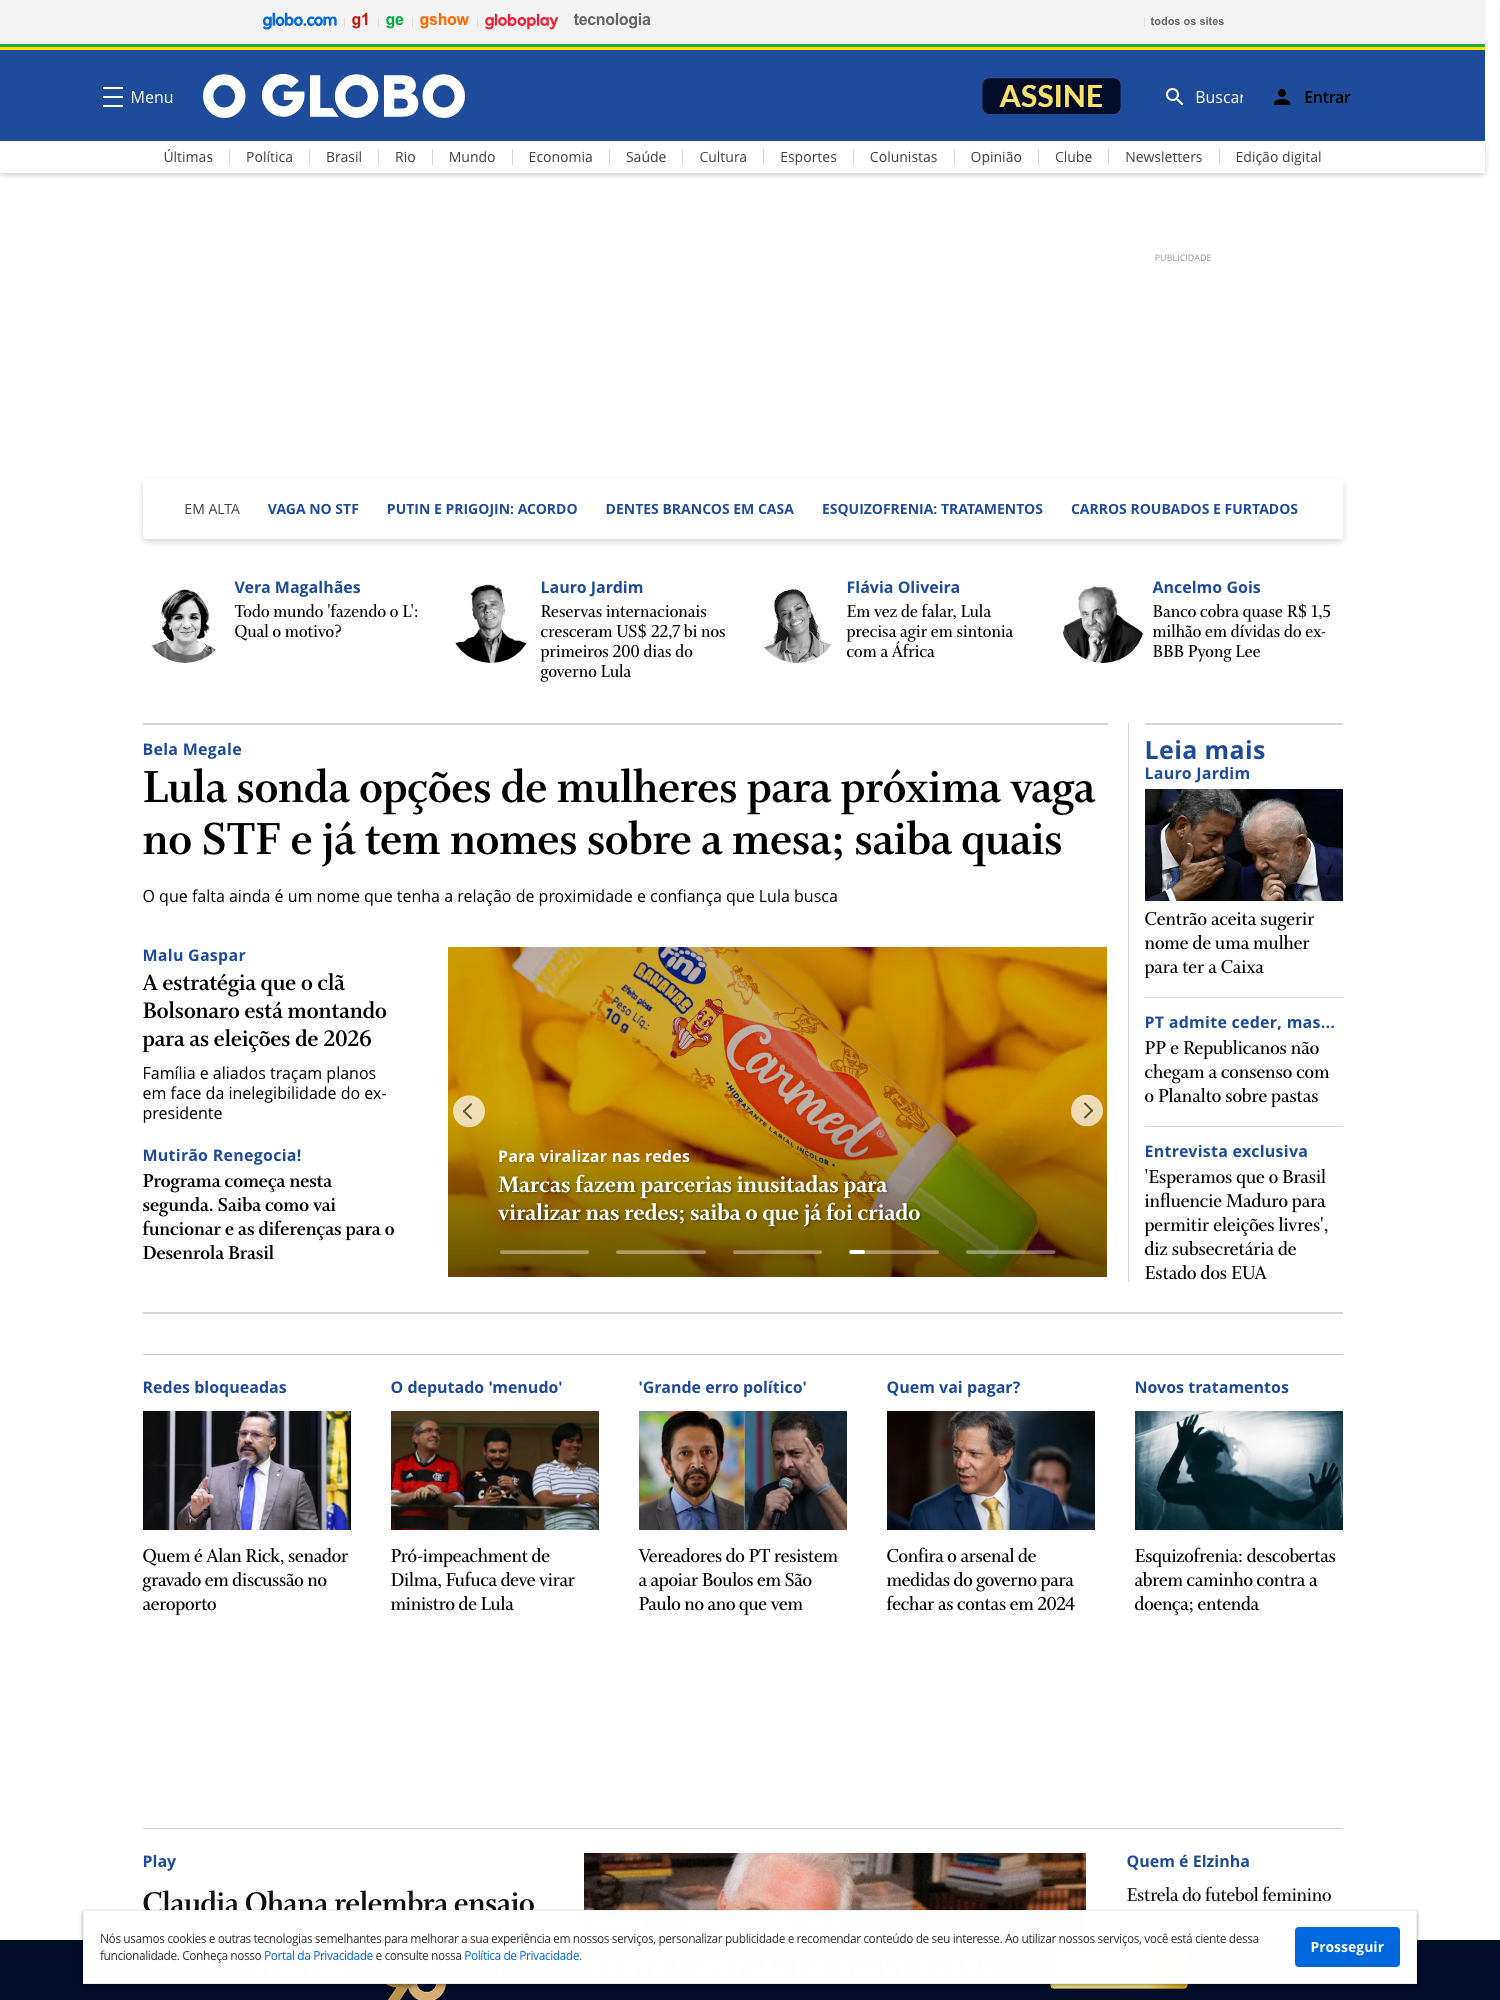 globo.com g1 ge gshow globoplay tecnologia todos os sites
Menu O GLOBO ASSINE Buscar Entrar
Últimas Política Brasil Rio Mundo Economia Saúde Cultura Esportes Colunistas Opinião Clube Newsletters Edição digital
PUBLICIDADE
EM ALTA VAGA NO STF PUTIN E PRIGOJIN: ACORDO DENTES BRANCOS EM CASA ESQUIZOFRENIA: TRATAMENTOS CARROS ROUBADOS E FURTADOS
Vera Magalhães
Todo mundo 'fazendo o L':
Qual o motivo?
Lauro Jardim
Reservas internacionais
cresceram US$ 22,7 bi nos
primeiros 200 dias do
governo Lula
Flávia Oliveira
Em vez de falar, Lula
precisa agir em sintonia
com a África
Ancelmo Gois
Banco cobra quase R$ 1,5
milhão em dívidas do ex-
BBB Pyong Lee
Bela Megale
Lula sonda opções de mulheres para próxima vaga
no STF e já tem nomes sobre a mesa; saiba quais
O que falta ainda é um nome que tenha a relação de proximidade e confiança que Lula busca
Malu Gaspar
A estratégia que o clã
Bolsonaro está montando
para as eleições de 2026
Família e aliados traçam planos
em face da inelegibilidade do ex-
presidente
Mutirão Renegocia!
Programa começa nesta
segunda. Saiba como vai
funcionar e as diferenças para o
Desenrola Brasil
fini
BANANAS
Efeito gloss
Peso Líq.:
10 g
Carmed
HIDRATANTE LABIAL INCOLOR
Para viralizar nas redes
Marcas fazem parcerias inusitadas para
viralizar nas redes; saiba o que já foi criado
Leia mais
Lauro Jardim
Centrão aceita sugerir
nome de uma mulher
para ter a Caixa
PT admite ceder, mas...
PP e Republicanos não
chegam a consenso com
o Planalto sobre pastas
Entrevista exclusiva
'Esperamos que o Brasil
influencie Maduro para
permitir eleições livres',
diz subsecretária de
Estado dos EUA
Redes bloqueadas
Quem é Alan Rick, senador
gravado em discussão no
aeroporto
O deputado 'menudo'
Pró-impeachment de
Dilma, Fufuca deve virar
ministro de Lula
'Grande erro político'
Vereadores do PT resistem
a apoiar Boulos em São
Paulo no ano que vem
Quem vai pagar?
Confira o arsenal de
medidas do governo para
fechar as contas em 2024
Novos tratamentos
Esquizofrenia: descobertas
abrem caminho contra a
doença; entenda
Play
Claudia Ohana relembra ensaio
Quem é Elzinha
Estrela do futebol feminino
Nós usamos cookies e outras tecnologias semelhantes para melhorar a sua experiência em nossos serviços, personalizar publicidade e recomendar conteúdo de seu interesse. Ao utilizar nossos serviços, você está ciente dessa
funcionalidade. Conheça nosso Portal da Privacidade e consulte nossa Política de Privacidade.
Prosseguir